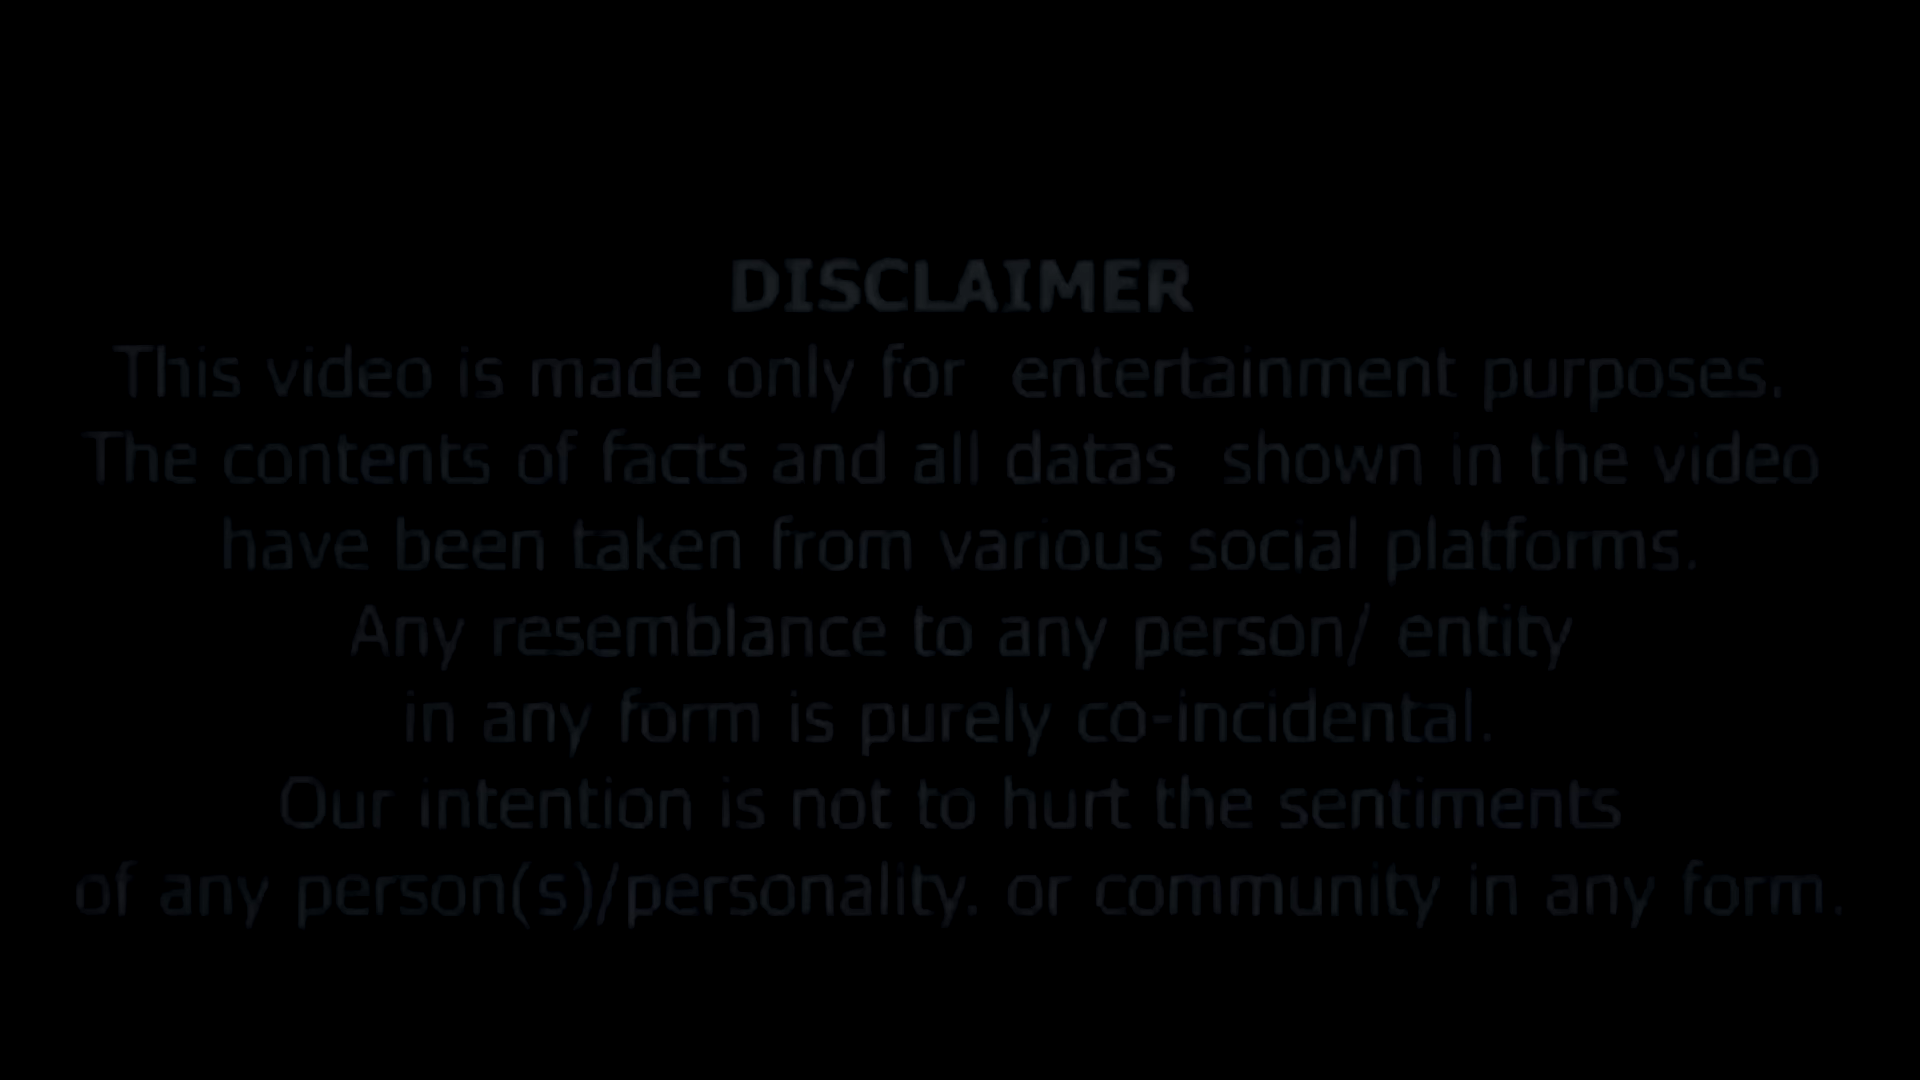 DISCLAIMER
This video is made only for entertainment purposes.
The contents of facts and all datas shown in the video
have been taken from various social platforms.
Any resemblance to any person/ entity
in any form is purely co-incidental.
Our intention is not to hurt the sentiments
of any person(s)/personality. or community in any form.